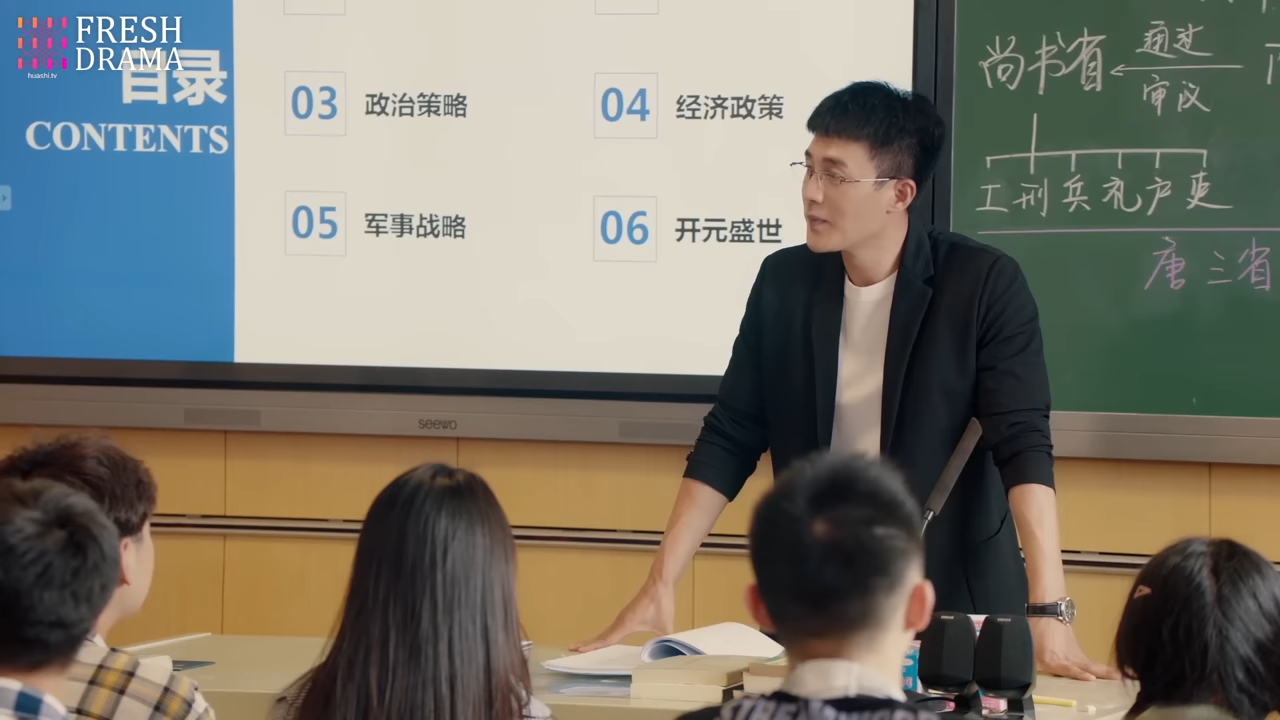 FRESH
DRAMA
huashi.tv
目录
CONTENTS
03 政治策略
04 经济政策
05 军事战略
06 开元盛世
seewo
尚书省
通过
审议
工刑兵礼户吏
唐三省